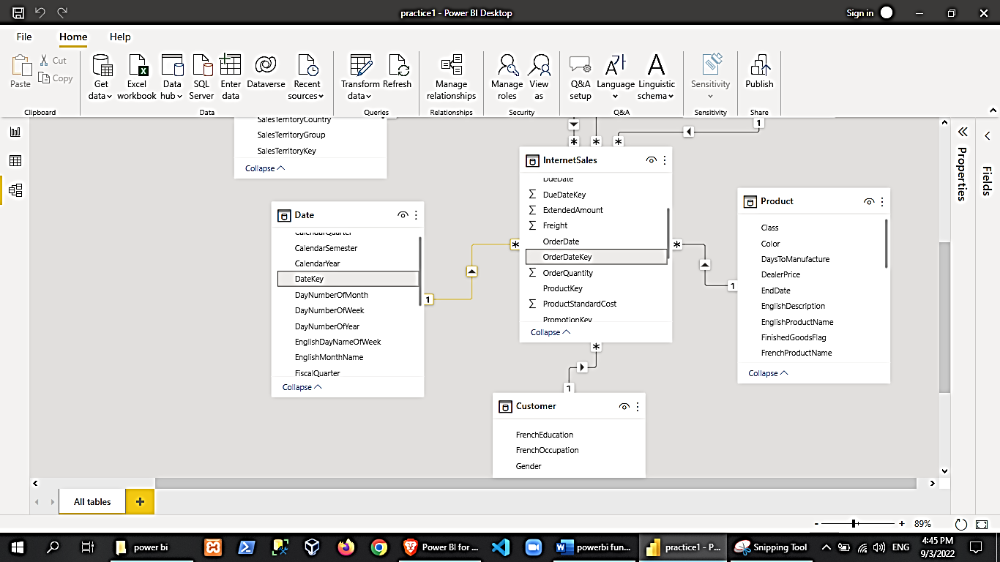 practice1 - Power BI Desktop
Sign in
File Home Help
Paste
Cut
Copy
Clipboard
Get data
Excel workbook
Data hub
SQL Server
Enter data
Dataverse
Recent sources
Data
Transform data
Refresh
Queries
Manage relationships
Relationships
Manage roles
View as
Security
Q&A setup
Language
Linguistic schema
Q&A
Sensitivity
Sensitivity
Publish
Share
SalesTerritoryCountry
SalesTerritoryGroup
SalesTerritoryKey
Collapse
1
* * *
InternetSales
DueDate
Σ DueDateKey
Σ ExtendedAmount
Σ Freight
OrderDate
OrderDateKey
Σ OrderQuantity
ProductKey
Σ ProductStandardCost
PromotionKey
Collapse
Date
CalendarQuarter
CalendarSemester
CalendarYear
DateKey
DayNumberOfMonth
DayNumberOfWeek
DayNumberOfYear
EnglishDayNameOfWeek
EnglishMonthName
FiscalQuarter
Collapse
1
*
*
1
Product
Class
Color
DaysToManufacture
DealerPrice
EndDate
EnglishDescription
EnglishProductName
FinishedGoodsFlag
FrenchProductName
Collapse
*
1
Customer
FrenchEducation
FrenchOccupation
Gender
Properties
Fields
All tables
+
- + 89%
power bi
Power BI for ...
powerbi fun...
practice1 - P...
Snipping Tool
ENG
4:45 PM
9/3/2022